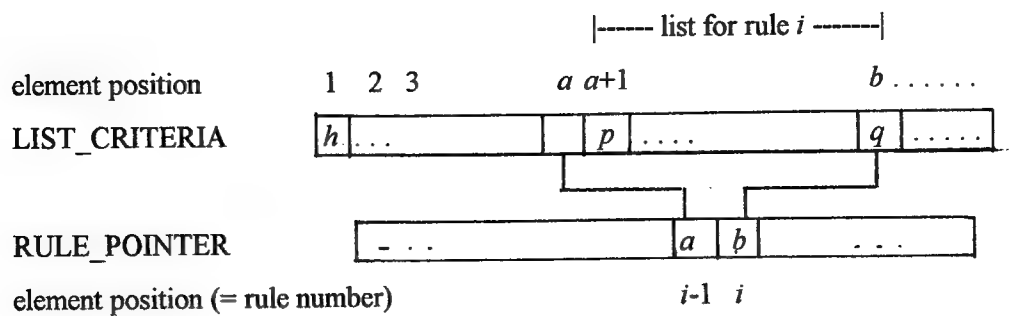 |------ list for rule i -------|
element position 1 2 3 a a+1 b . . . . . .
LIST_CRITERIA h . . . p . . . . q . . . . .
RULE_POINTER - . . a b . . .
element position (= rule number) i-1 i